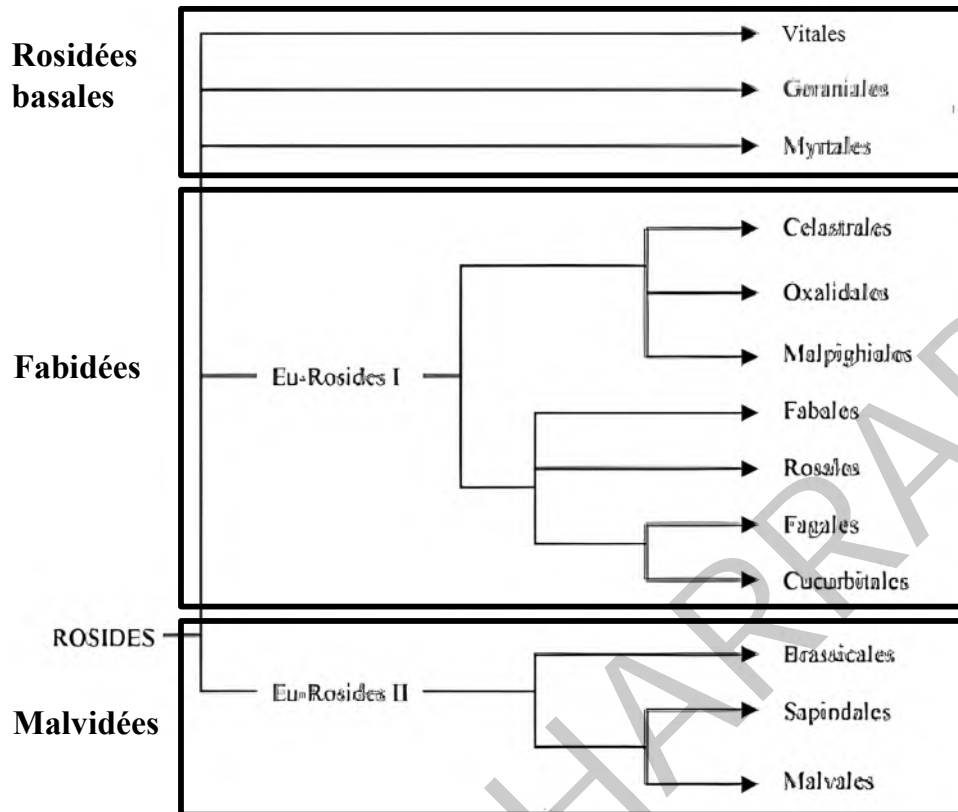 Rosidées
basales
Vitales
Geraniales
Myrtales
Fabidées
Eu-Rosides I
Celastrales
Oxalidales
Malpighiales
Fabales
Rosales
Fagales
Cucurbitales
ROSIDES
Malvidées
Eu-Rosides II
Brassicales
Sapindales
Malvales
HARRA